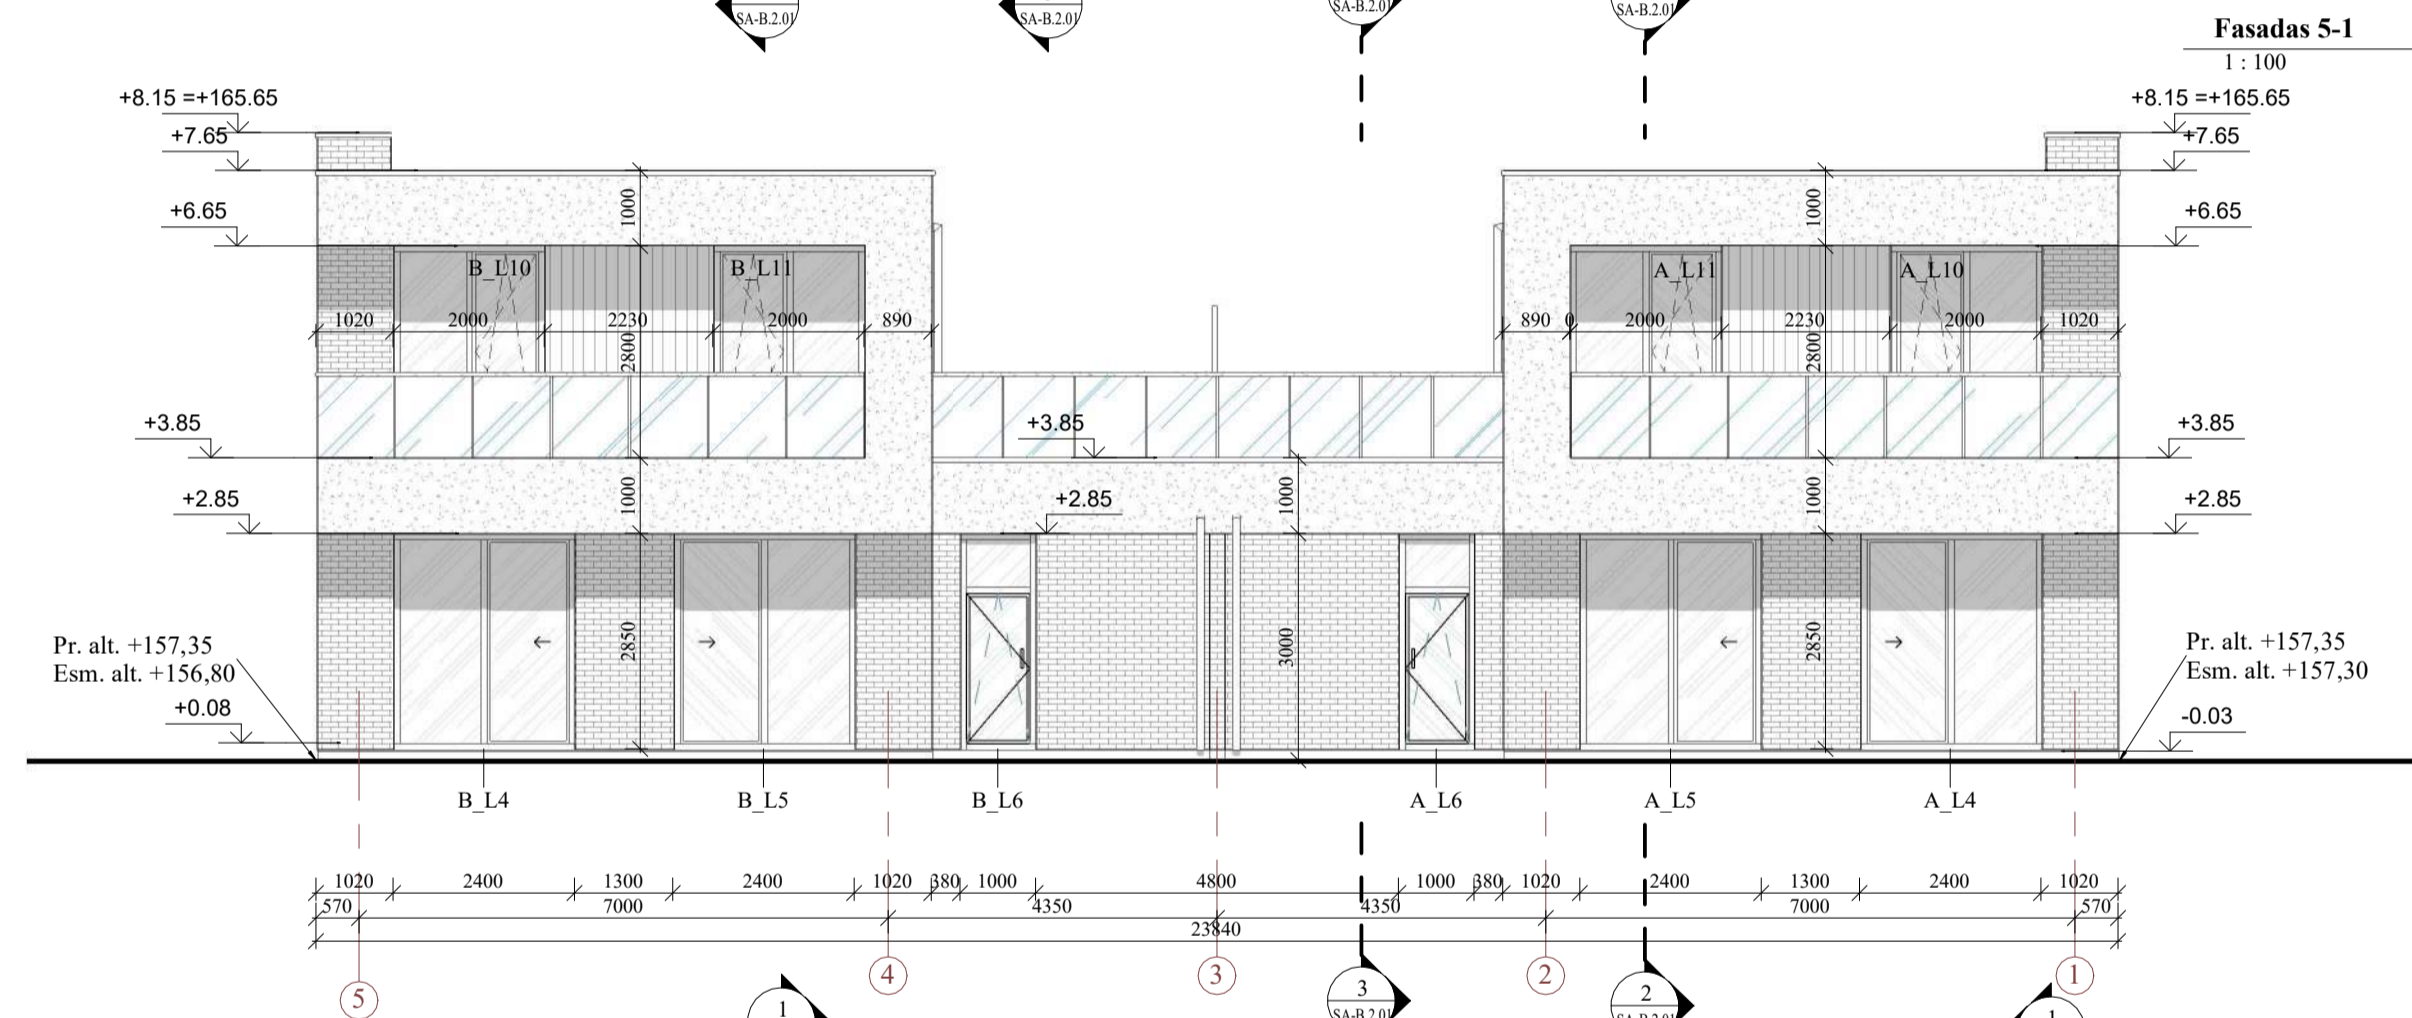 SA-B.2.01
SA-B.2.01
SA-B.2.01
SA-B.2.01
Fasadas 5-1
1 : 100
+8.15 =+165.65
+7.65
+6.65
+3.85
+2.85
Pr. alt. +157,35
Esm. alt. +156,80
+0.08
1000
B_L10
B_L11
1020
2000
2230
2000
890
2800
1000
2850
+3.85
+2.85
1000
3000
1000
A_L11
A_L10
890
0
2000
2230
2000
1020
2800
1000
2850
+8.15 =+165.65
+7.65
+6.65
+3.85
+2.85
Pr. alt. +157,35
Esm. alt. +157,30
-0.03
B_L4
B_L5
B_L6
A_L6
A_L5
A_L4
1020 2400 1300 2400 1020 380 1000 4800 1000 380 1020 2400 1300 2400 1020
570 7000 4350 4350 7000 570
23840
5
4
3
2
1
1
3
SA-B.2.01
2
SA-B.2.01
1